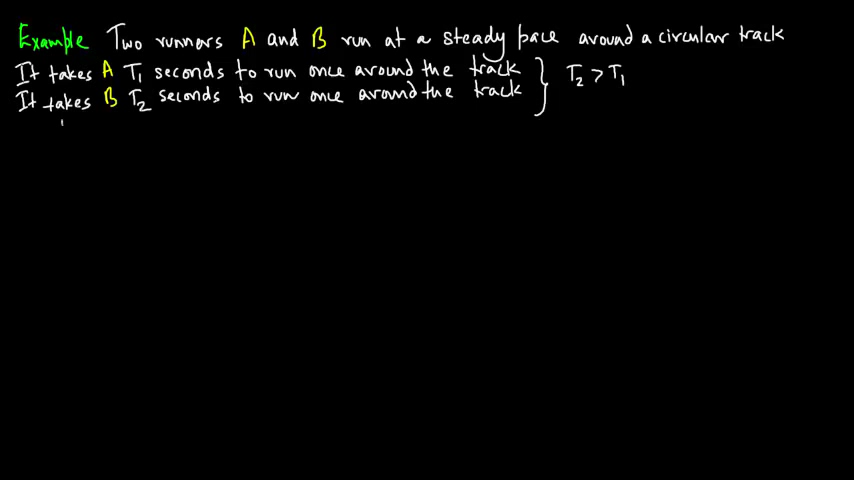 Example Two runners A and B run at a steady pace around a circular track
It takes A T₁ seconds to run once around the track } T₂ > T₁
It takes B T₂ seconds to run once around the track